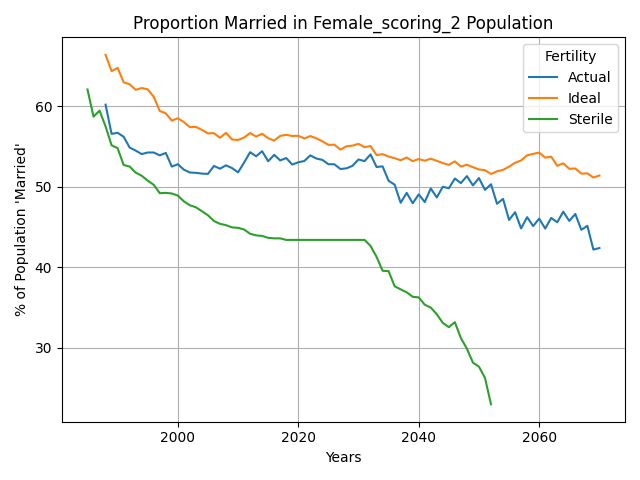 Proportion Married in Female_scoring_2 Population
% of Population 'Married'
60
50
40
30
Fertility
Actual
Ideal
Sterile
2000
2020
2040
2060
Years